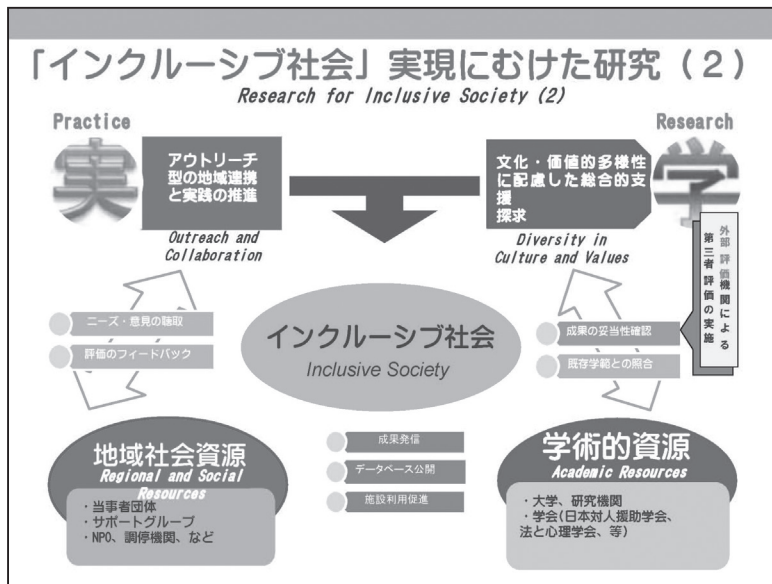 「インクルーシブ社会」実現にむけた研究（2）
Research for Inclusive Society (2)
Practice
実
アウトリーチ
型の地域連携
と実践の推進
Outreach and
Collaboration
Research
学
文化・価値的多様性
に配慮した総合的支
援
探求
Diversity in
Culture and Values
外部評価機関による
第三者評価の実施
ニーズ・意見の聴取
評価のフィードバック
インクルーシブ社会
Inclusive Society
成果の妥当性確認
既存学範との照合
地域社会資源
Regional and Social
Resources
・当事者団体
・サポートグループ
・NPO、調停機関、など
成果発信
データベース公開
施設利用促進
学術的資源
Academic Resources
・大学、研究機関
・学会(日本対人援助学会、
法と心理学会、等)